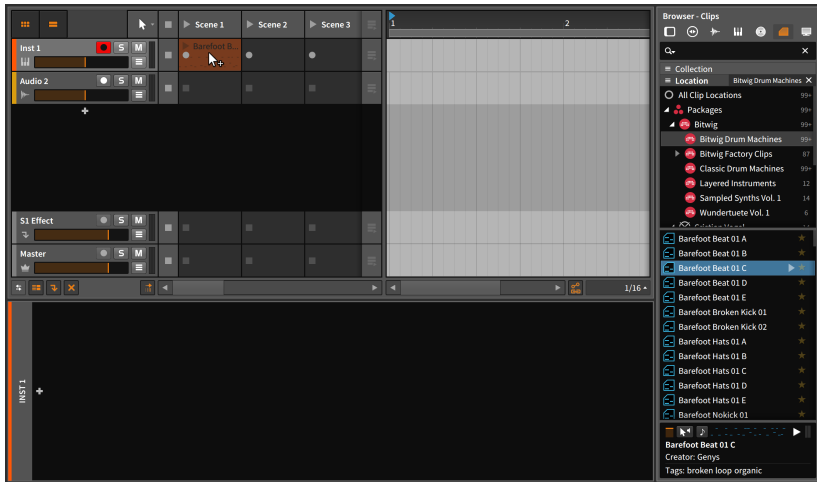 Scene 1
Scene 2
Scene 3
1
2
Inst 1
S M
Barefoot B...
Audio 2
S M
S1 Effect
S M
Master
S M
1/16
INST 1
Browser - Clips
Collection
Location
Bitwig Drum Machines
All Clip Locations 99+
Packages 99+
Bitwig 99+
Bitwig Drum Machines 99+
Bitwig Factory Clips 87
Classic Drum Machines 99+
Layered Instruments 12
Sampled Synths Vol. 1 14
Wundertuete Vol. 1 6
Barefoot Beat 01 A
Barefoot Beat 01 B
Barefoot Beat 01 C
Barefoot Beat 01 D
Barefoot Beat 01 E
Barefoot Broken Kick 01
Barefoot Broken Kick 02
Barefoot Hats 01 A
Barefoot Hats 01 B
Barefoot Hats 01 C
Barefoot Hats 01 D
Barefoot Hats 01 E
Barefoot Nokick 01
Barefoot Beat 01 C
Creator: Genys
Tags: broken loop organic